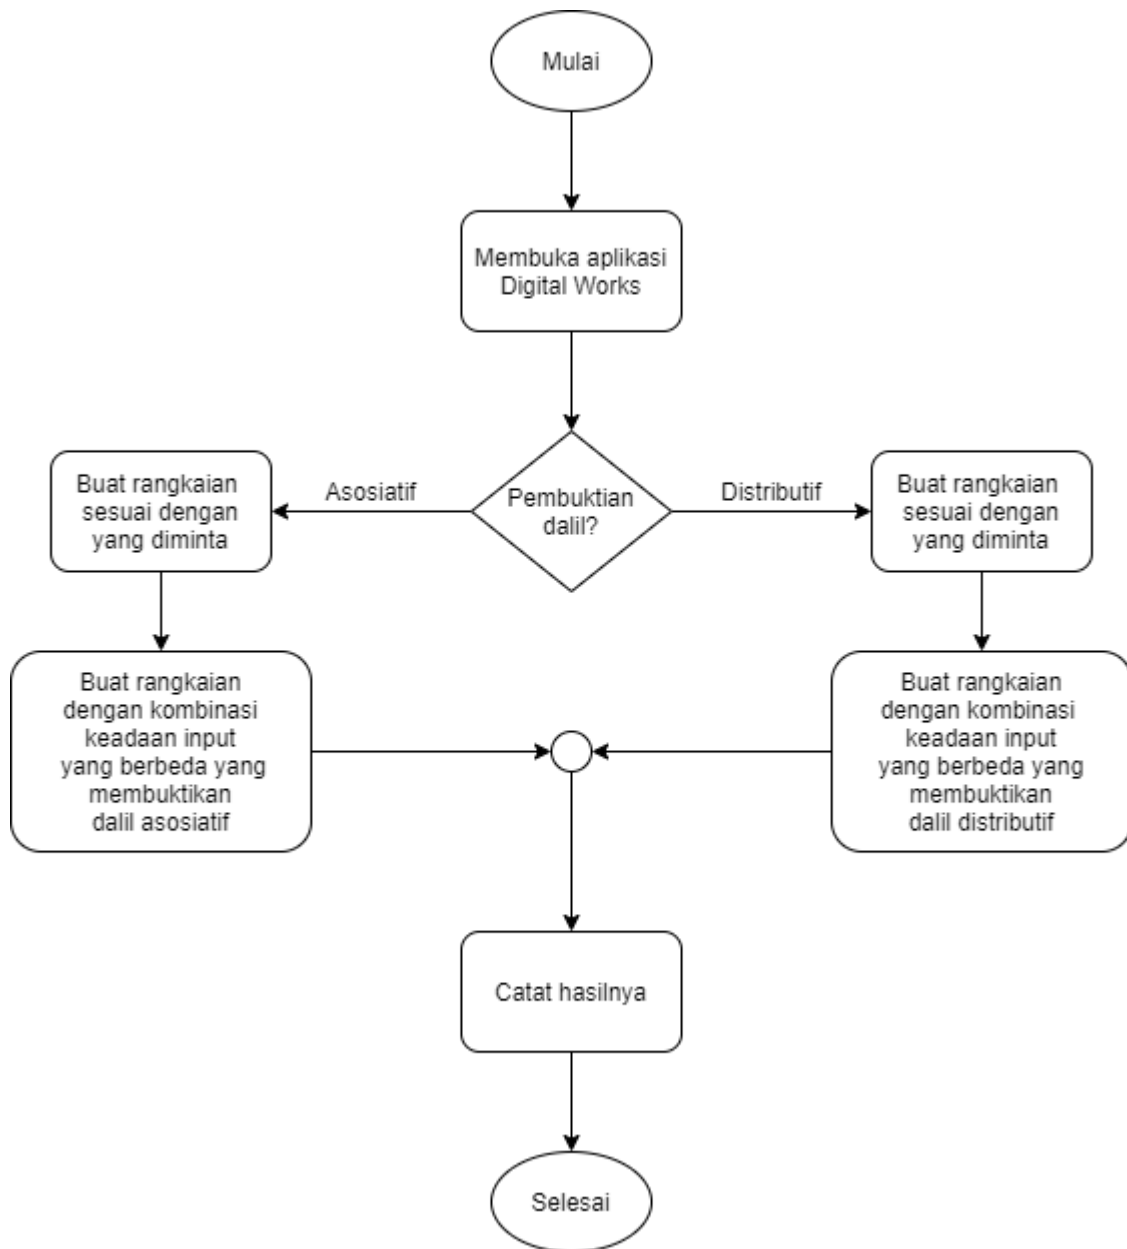 Mulai
Membuka aplikasi
Digital Works
Pembuktian
dalil?
Asosiatif
Distributif
Buat rangkaian
sesuai dengan
yang diminta
Buat rangkaian
sesuai dengan
yang diminta
Buat rangkaian
dengan kombinasi
keadaan input
yang berbeda yang
membuktikan
dalil asosiatif
Buat rangkaian
dengan kombinasi
keadaan input
yang berbeda yang
membuktikan
dalil distributif
Catat hasilnya
Selesai